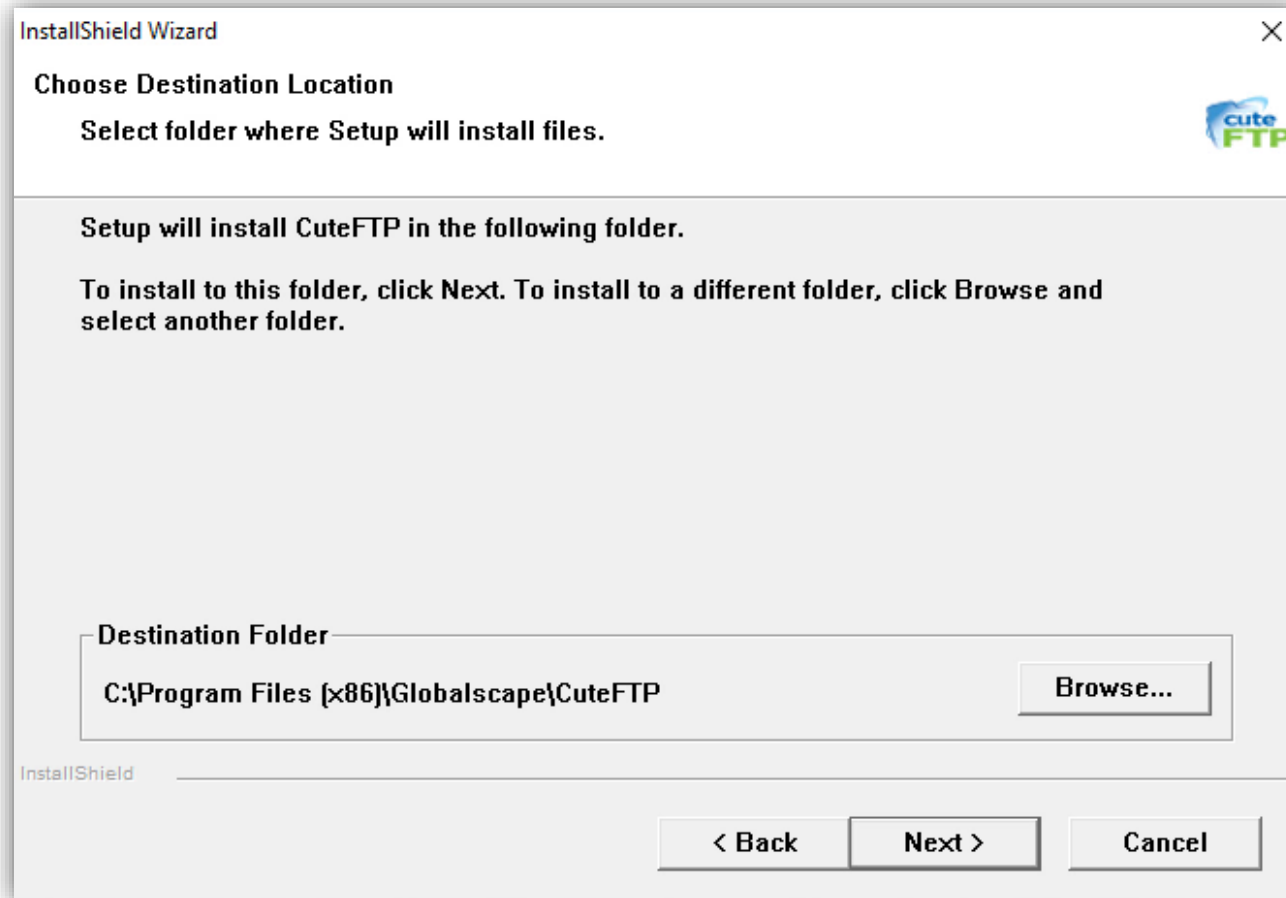 InstallShield Wizard
Choose Destination Location
Select folder where Setup will install files.
cute
FTP
Setup will install CuteFTP in the following folder.
To install to this folder, click Next. To install to a different folder, click Browse and
select another folder.
Destination Folder
C:\Program Files (x86)\Globalscape\CuteFTP
Browse...
InstallShield
< Back
Next >
Cancel